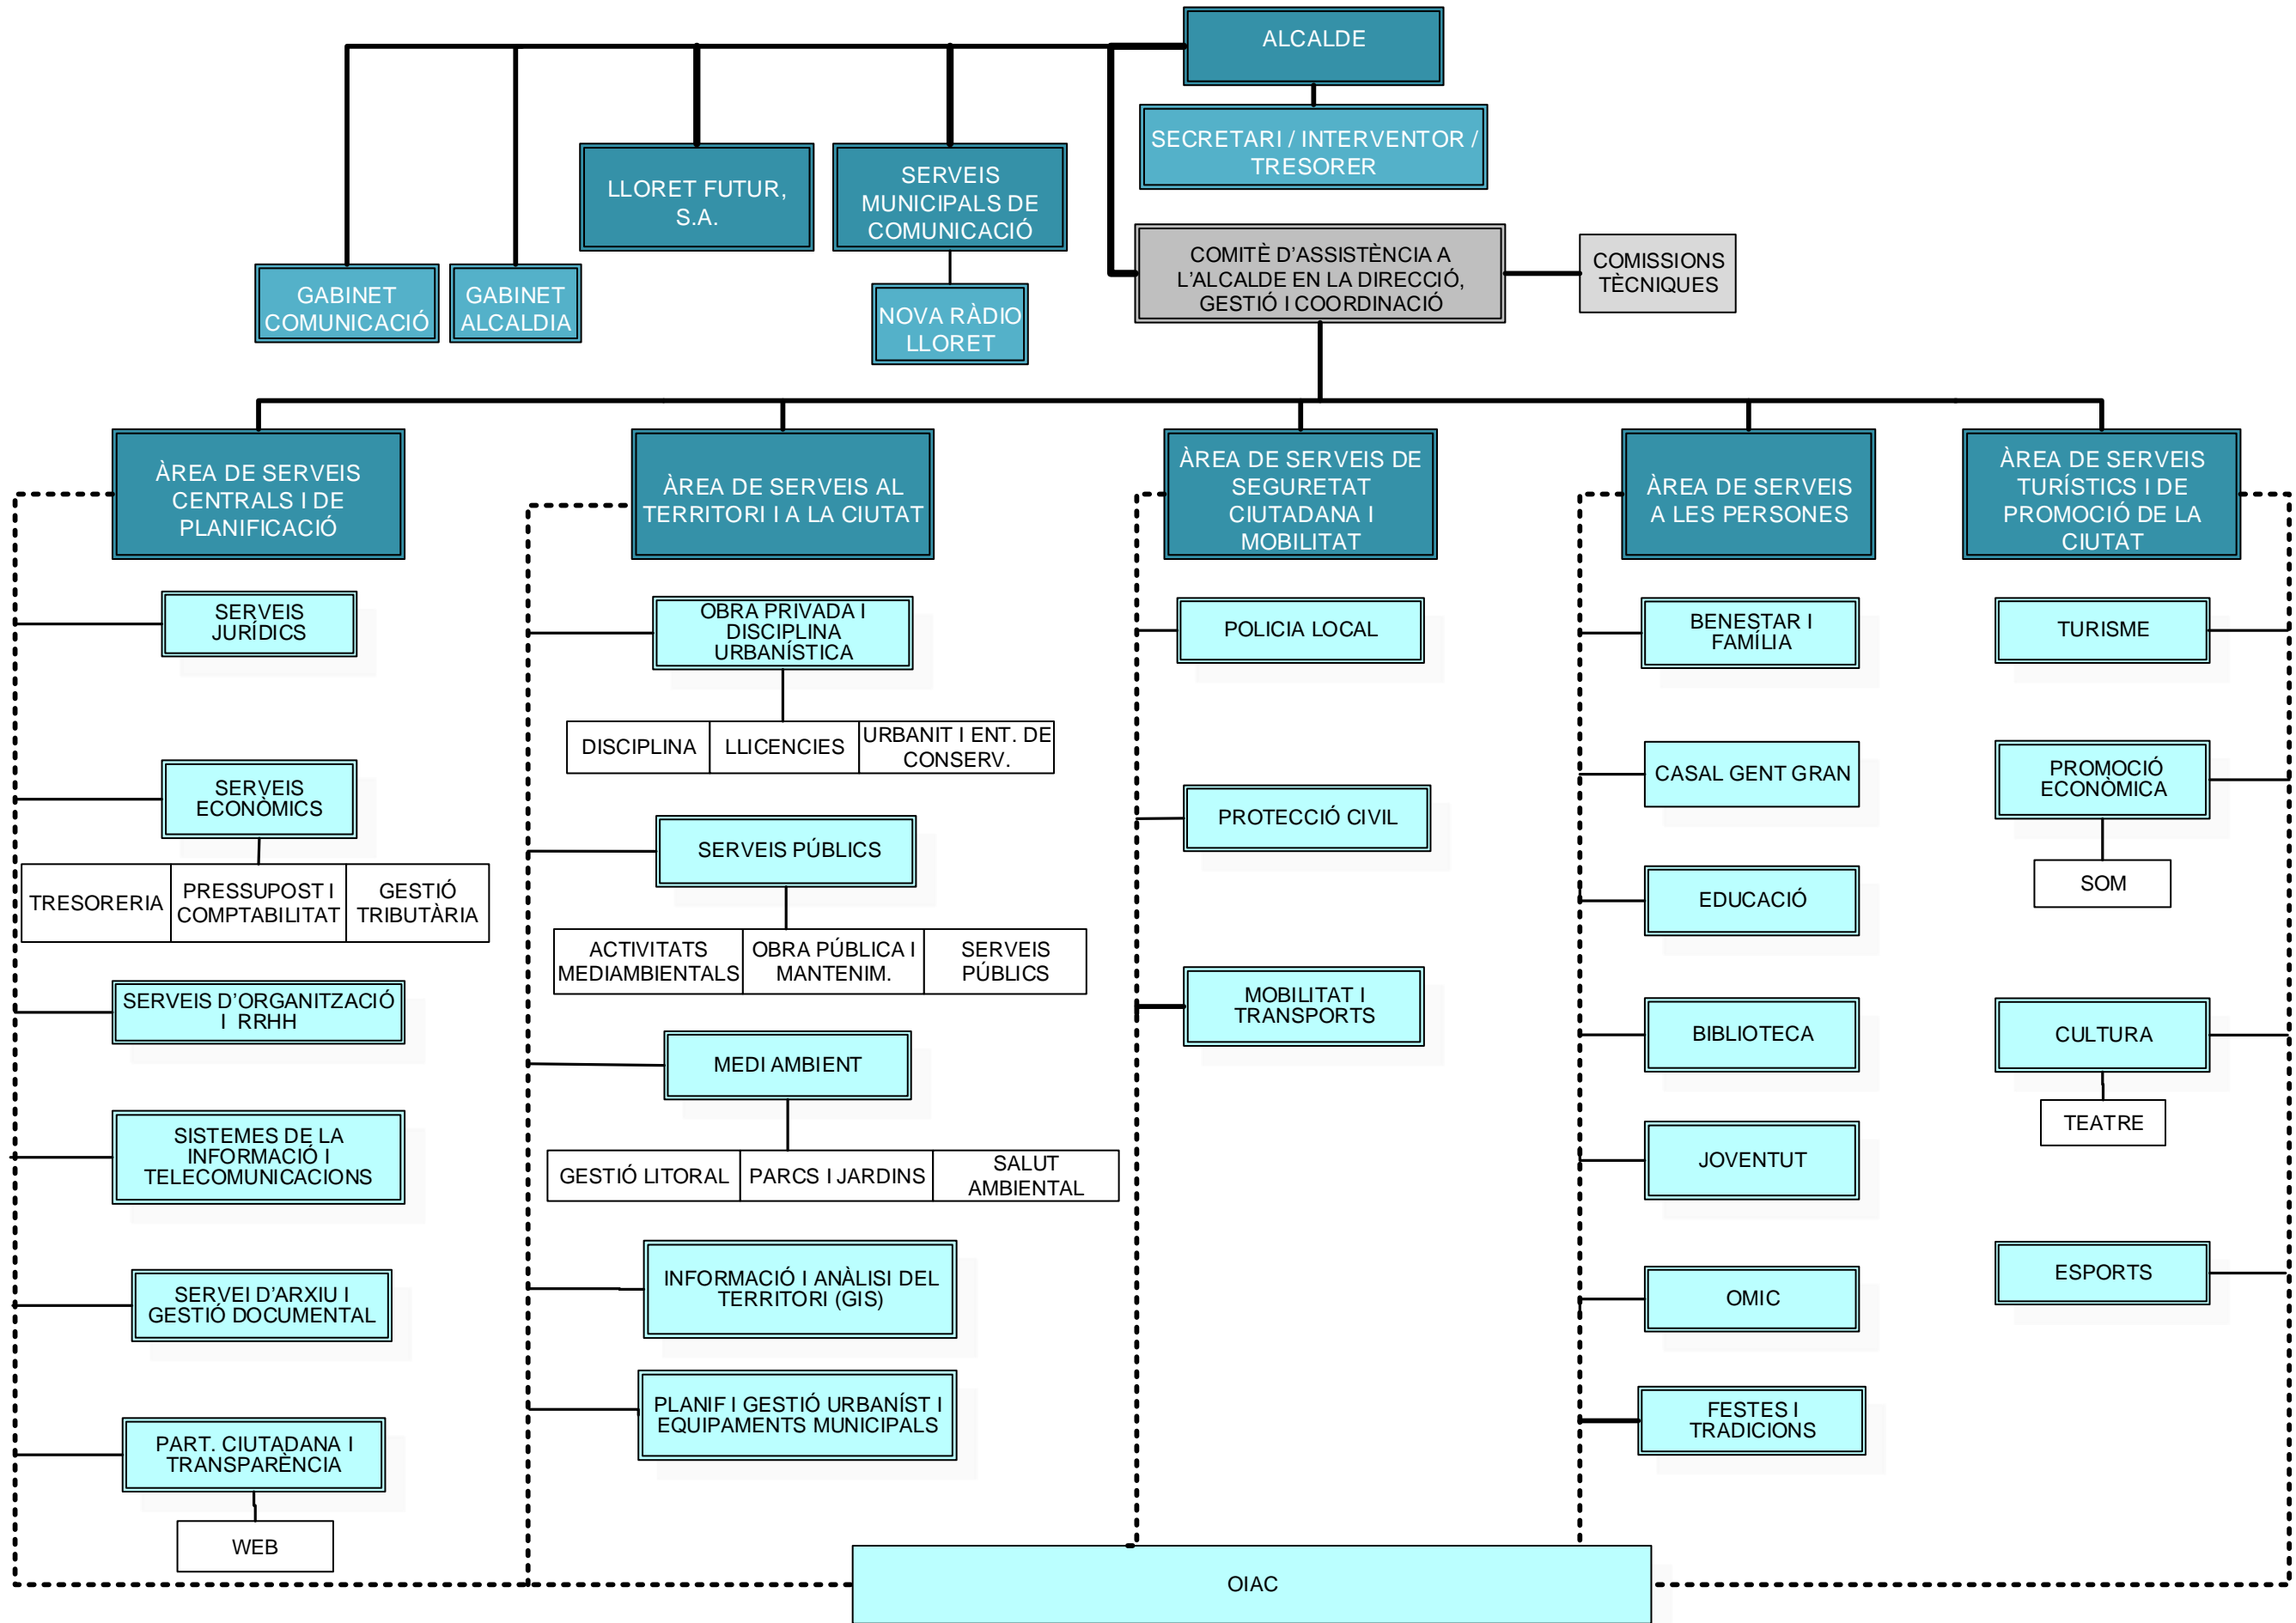 ALCALDE
SECRETARI / INTERVENTOR /
TRESORER
LLORET FUTUR,
S.A.
SERVEIS
MUNICIPALS DE
COMUNICACIÓ
GABINET
COMUNICACIÓ
GABINET
ALCALDIA
NOVA RÀDIO
LLORET
COMITÈ D'ASSISTÈNCIA A
L'ALCALDE EN LA DIRECCIÓ,
GESTIÓ I COORDINACIÓ
COMISSIONS
TÈCNIQUES
ÀREA DE SERVEIS
CENTRALS I DE
PLANIFICACIÓ
SERVEIS
JURÍDICS
SERVEIS
ECONÒMICS
TRESORERIA
PRESSUPOST I
COMPTABILITAT
GESTIÓ
TRIBUTÀRIA
SERVEIS D'ORGANITZACIÓ
I RRHH
SISTEMES DE LA
INFORMACIÓ I
TELECOMUNICACIONS
SERVEI D'ARXIU I
GESTIÓ DOCUMENTAL
PART. CIUTADANA I
TRANSPARÈNCIA
WEB
ÀREA DE SERVEIS AL
TERRITORI I A LA CIUTAT
OBRA PRIVADA I
DISCIPLINA
URBANÍSTICA
DISCIPLINA
LLICENCIES
URBANIT I ENT. DE
CONSERV.
SERVEIS PÚBLICS
ACTIVITATS
MEDIAMBIENTALS
OBRA PÚBLICA I
MANTENIM.
SERVEIS
PÚBLICS
MEDI AMBIENT
GESTIÓ LITORAL
PARCS I JARDINS
SALUT
AMBIENTAL
INFORMACIÓ I ANÀLISI DEL
TERRITORI (GIS)
PLANIF I GESTIÓ URBANÍST I
EQUIPAMENTS MUNICIPALS
ÀREA DE SERVEIS DE
SEGURETAT
CIUTADANA I
MOBILITAT
POLICIA LOCAL
PROTECCIÓ CIVIL
MOBILITAT I
TRANSPORTS
ÀREA DE SERVEIS
A LES PERSONES
BENESTAR I
FAMÍLIA
CASAL GENT GRAN
EDUCACIÓ
BIBLIOTECA
JOVENTUT
OMIC
FESTES I
TRADICIONS
ÀREA DE SERVEIS
TURÍSTICS I DE
PROMOCIÓ DE LA
CIUTAT
TURISME
PROMOCIÓ
ECONÒMICA
SOM
CULTURA
TEATRE
ESPORTS
OIAC